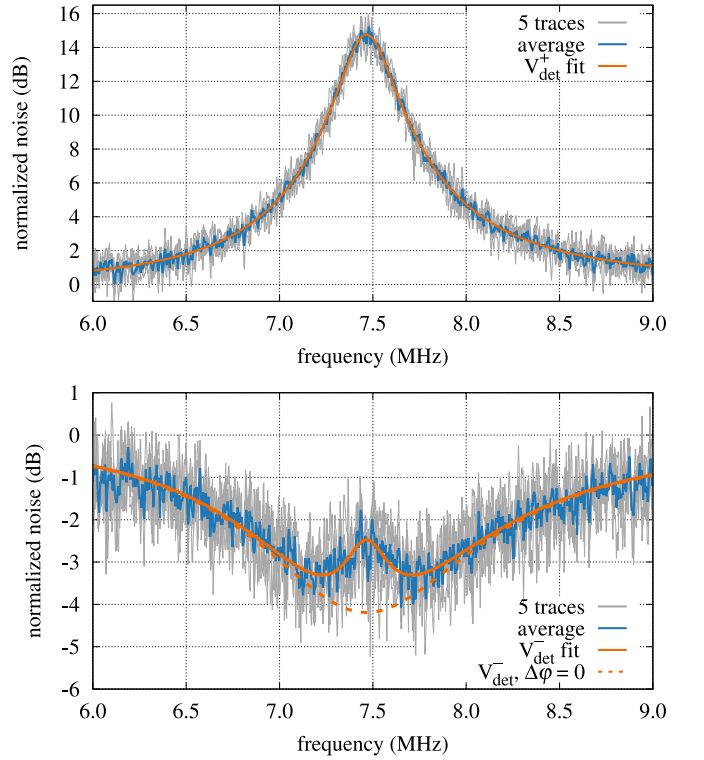 16
14
12
10
8
6
4
2
0
normalized noise (dB)
5 traces
average
V⁺det fit
6.0 6.5 7.0 7.5 8.0 8.5 9.0
frequency (MHz)
1
0
-1
-2
-3
-4
-5
-6
normalized noise (dB)
5 traces
average
V⁻det fit
V⁻det, Δφ = 0
6.0 6.5 7.0 7.5 8.0 8.5 9.0
frequency (MHz)